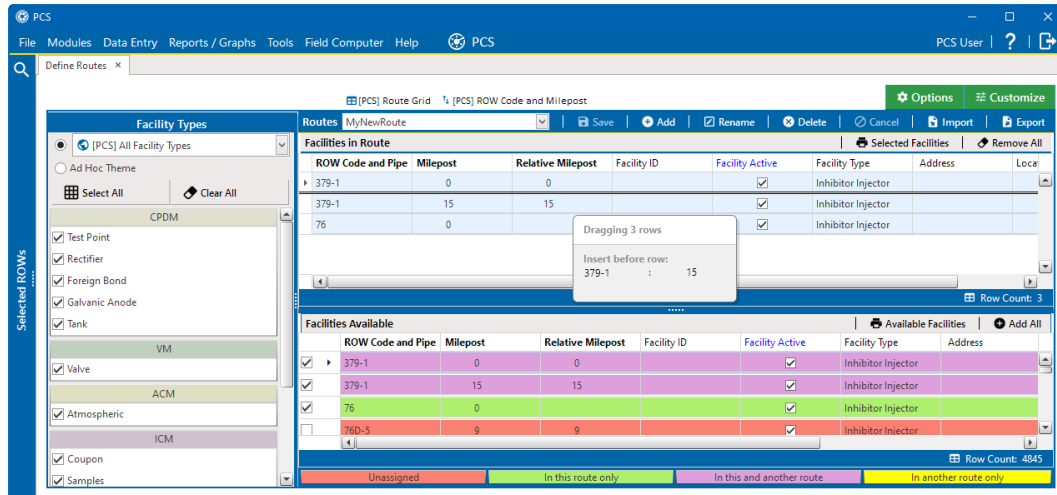 PCS
File Modules Data Entry Reports / Graphs Tools Field Computer Help PCS PCS User ?
Define Routes ×
[PCS] Route Grid [PCS] ROW Code and Milepost Options Customize
Selected ROWs
Facility Types
[PCS] All Facility Types
Ad Hoc Theme
Select All Clear All
CPDM
Test Point
Rectifier
Foreign Bond
Galvanic Anode
Tank
VM
Valve
ACM
Atmospheric
ICM
Coupon
Samples
Routes MyNewRoute Save Add Rename Delete Cancel Import Export
Facilities in Route Selected Facilities Remove All
ROW Code and Pipe Milepost Relative Milepost Facility ID Facility Active Facility Type Address Locat
379-1 0 0 Inhibitor Injector
379-1 15 15 Inhibitor Injector
76 0 Inhibitor Injector
Dragging 3 rows
Insert before row:
379-1 : 15
Row Count: 3
Facilities Available Available Facilities Add All
ROW Code and Pipe Milepost Relative Milepost Facility ID Facility Active Facility Type Address
379-1 0 0 Inhibitor Injector
379-1 15 15 Inhibitor Injector
76 0 Inhibitor Injector
76D-5 9 9 Inhibitor Injector
Row Count: 4845
Unassigned In this route only In this and another route In another route only